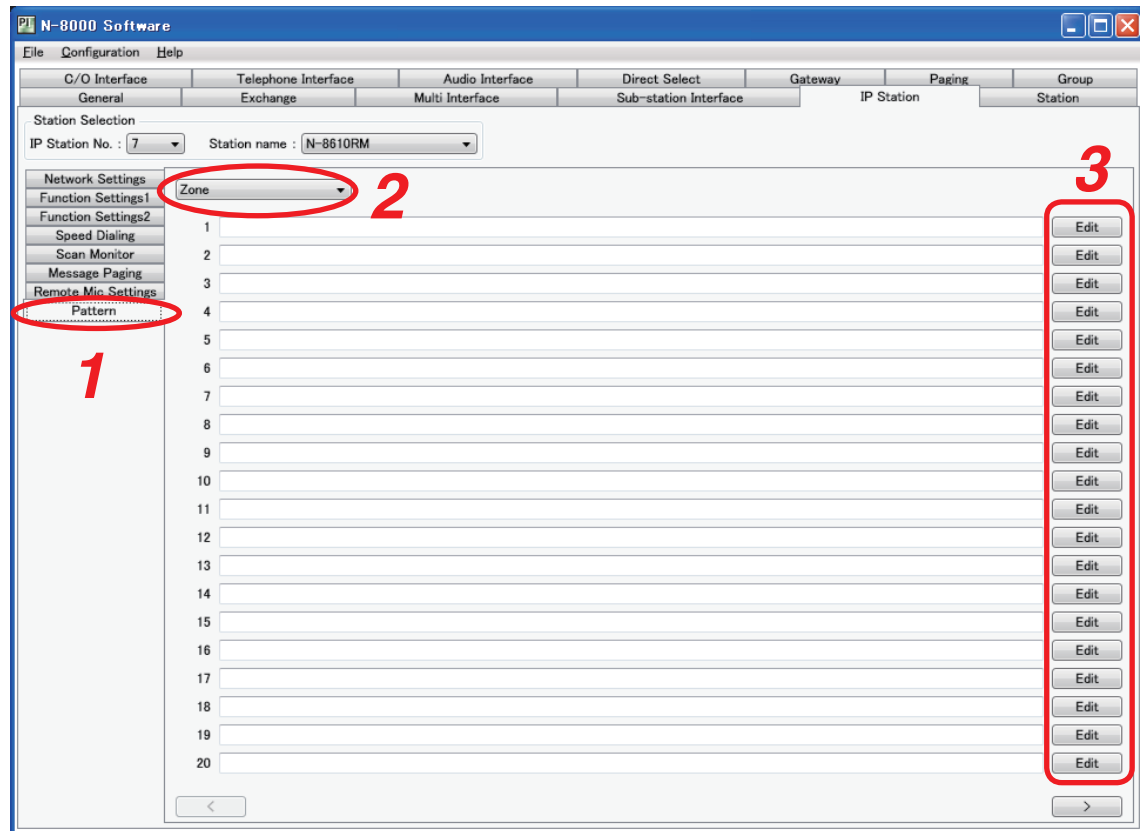 N-8000 Software
File Configuration Help
C/O Interface Telephone Interface Audio Interface Direct Select Gateway Paging Group
General Exchange Multi Interface Sub-station Interface IP Station Station
Station Selection
IP Station No. : 7 Station name : N-8610RM
Network Settings
Function Settings1
Function Settings2
Speed Dialing
Scan Monitor
Message Paging
Remote Mic Settings
Pattern
1
Zone
2
3
1 Edit
2 Edit
3 Edit
4 Edit
5 Edit
6 Edit
7 Edit
8 Edit
9 Edit
10 Edit
11 Edit
12 Edit
13 Edit
14 Edit
15 Edit
16 Edit
17 Edit
18 Edit
19 Edit
20 Edit
< >